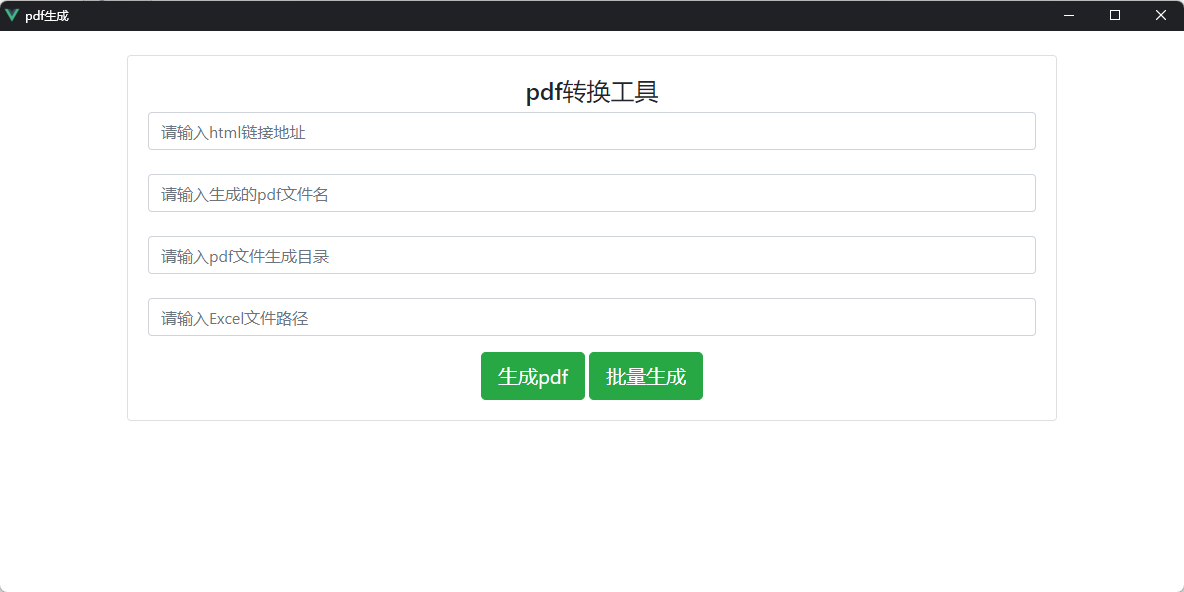 pdf生成
pdf转换工具
请输入html链接地址
请输入生成的pdf文件名
请输入pdf文件生成目录
请输入Excel文件路径
生成pdf 批量生成